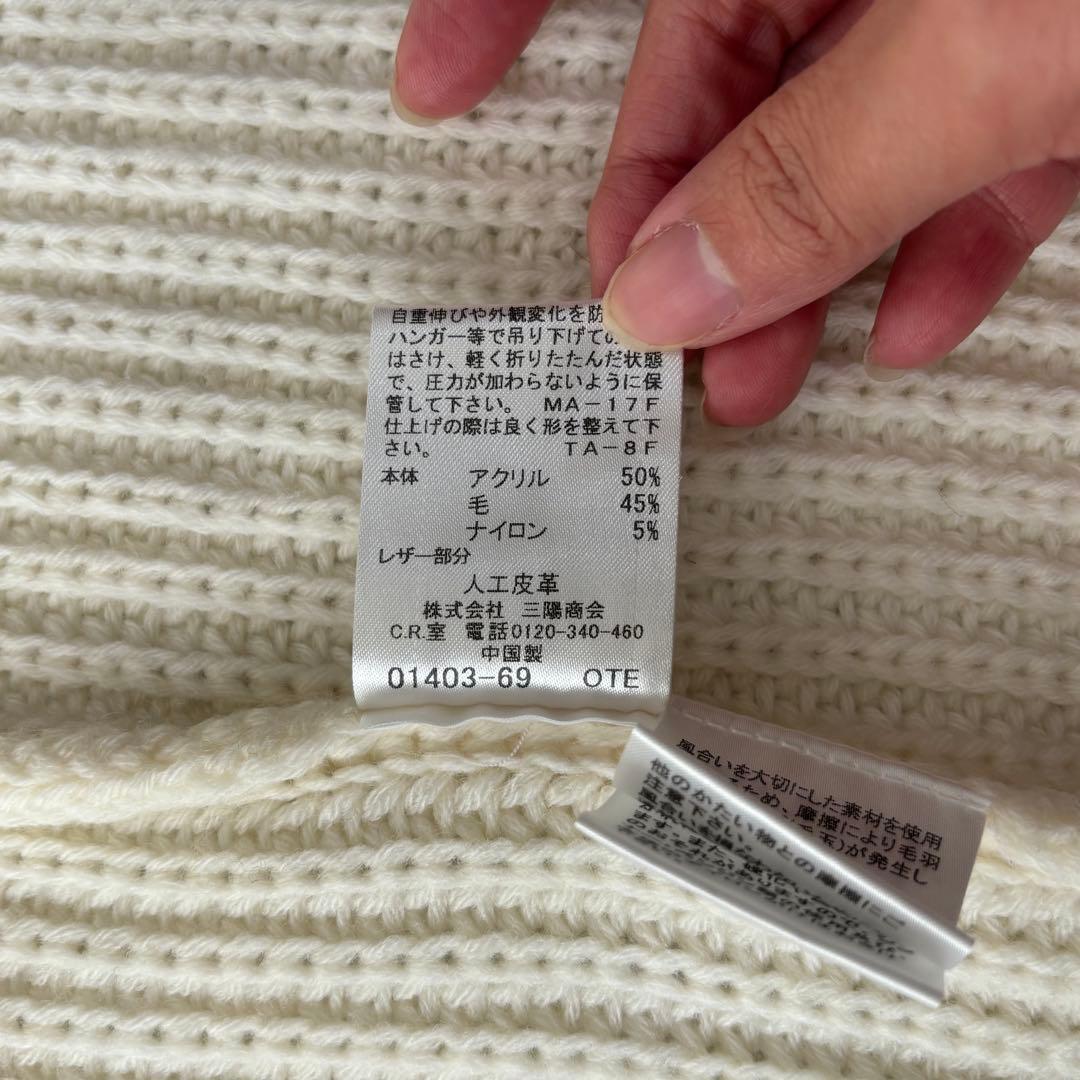 自重伸びや外観変化を防
ハンガー等で吊り下げて
はさけ、軽く折りたたんだ状態
で、圧力が加わらないように保
管して下さい。 MA-17F
仕上げの際は良く形を整えて下
さい。 TA-8F
本体 アクリル 50%
毛 45%
ナイロン 5%
レザー部分
人工皮革
株式会社 三陽商会
C.R.室 電話0120-340-460
中国製
01403-69 OTE
風合いを大切にした素材を使用
ため、摩擦により毛羽
毛玉)が発生し
他のかたい物との摩擦にご
注意下さい